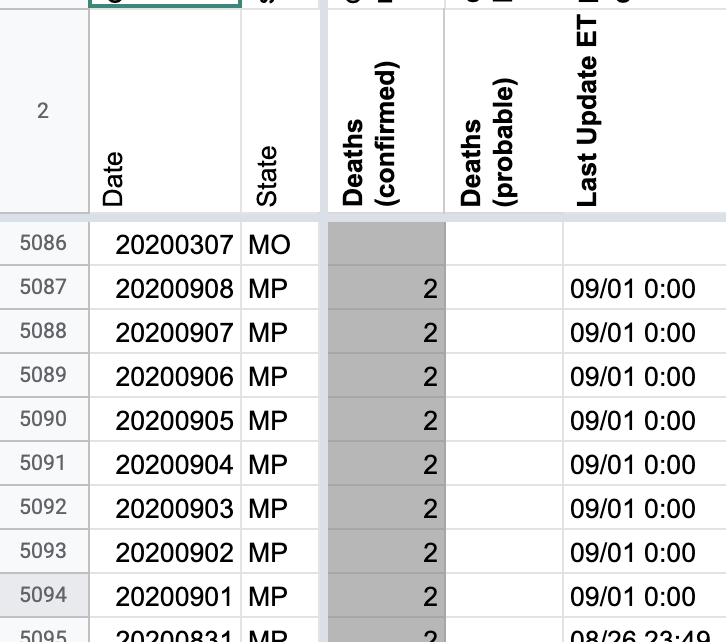 2 Date State Deaths (confirmed) Deaths (probable) Last Update ET
5086 20200307 MO
5087 20200908 MP 2 09/01 0:00
5088 20200907 MP 2 09/01 0:00
5089 20200906 MP 2 09/01 0:00
5090 20200905 MP 2 09/01 0:00
5091 20200904 MP 2 09/01 0:00
5092 20200903 MP 2 09/01 0:00
5093 20200902 MP 2 09/01 0:00
5094 20200901 MP 2 09/01 0:00
5095 20200831 MP 2 08/26 23:49